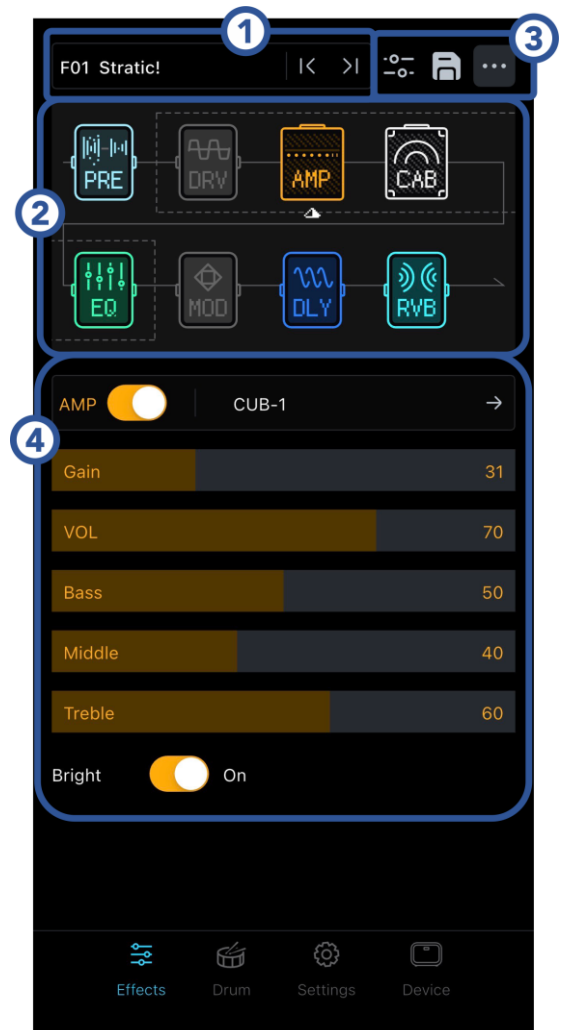 1
F01 Stratic!
3
2
PRE
DRV
AMP
CAB
EQ
MOD
DLY
RVB
4
AMP
CUB-1
Gain 31
VOL 70
Bass 50
Middle 40
Treble 60
Bright On
Effects Drum Settings Device